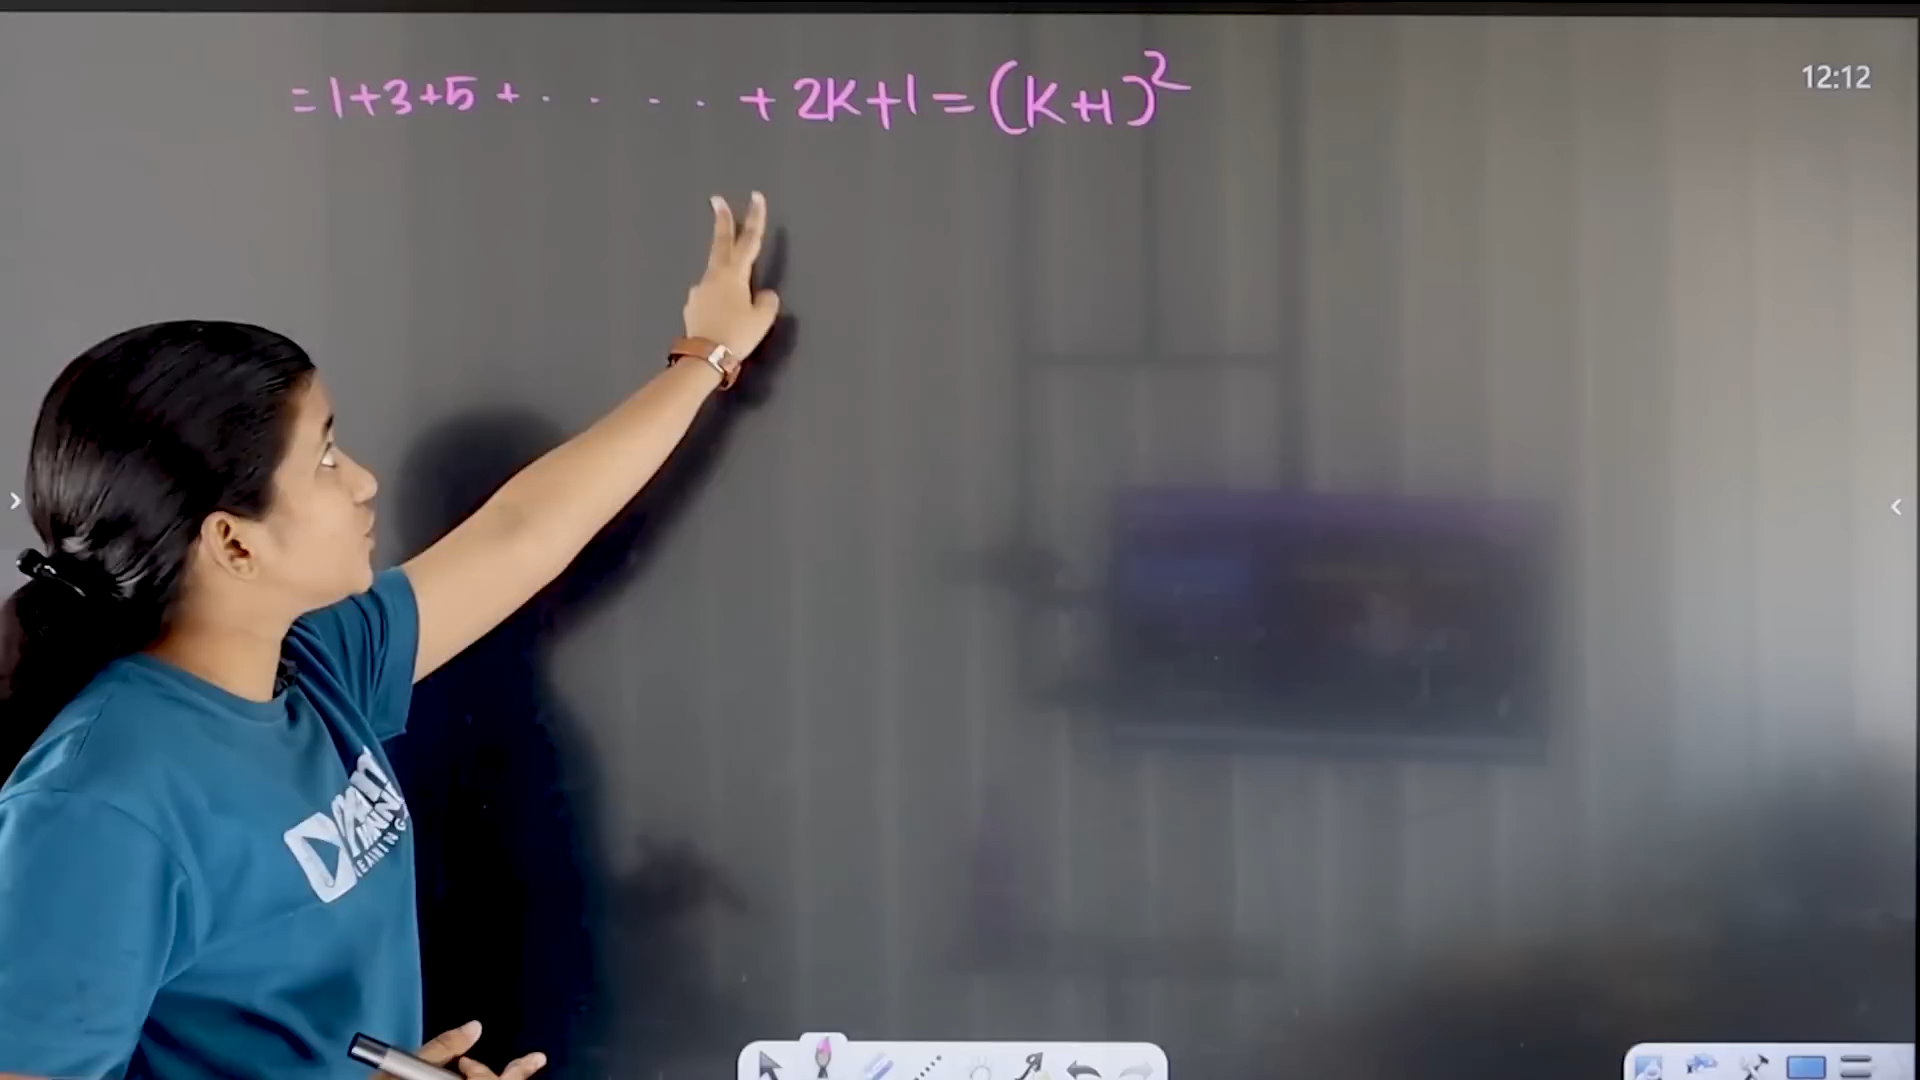 = 1+3+5 + . . . . + 2K+1 = (K+1)²
12:12